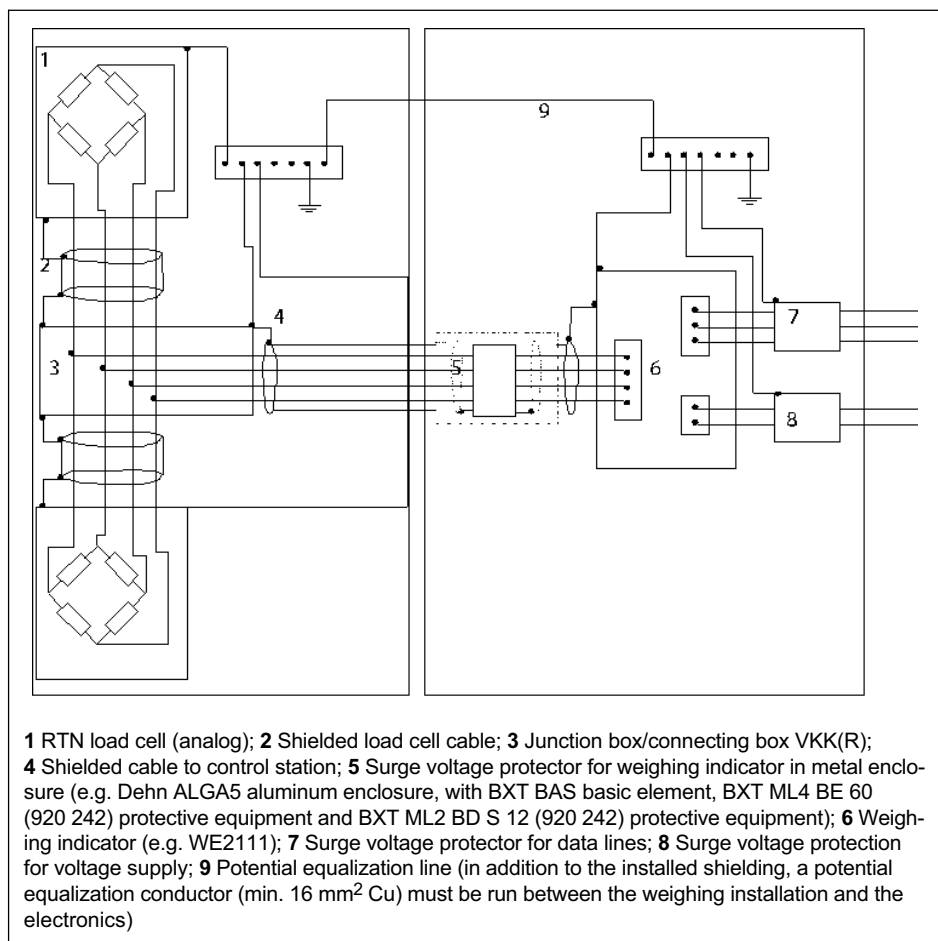 1
9
2
4
3
5
6
7
8
1 RTN load cell (analog); 2 Shielded load cell cable; 3 Junction box/connecting box VKK(R);
4 Shielded cable to control station; 5 Surge voltage protector for weighing indicator in metal enclo-
sure (e.g. Dehn ALGA5 aluminum enclosure, with BXT BAS basic element, BXT ML4 BE 60
(920 242) protective equipment and BXT ML2 BD S 12 (920 242) protective equipment); 6 Weigh-
ing indicator (e.g. WE2111); 7 Surge voltage protector for data lines; 8 Surge voltage protection
for voltage supply; 9 Potential equalization line (in addition to the installed shielding, a potential
equalization conductor (min. 16 mm² Cu) must be run between the weighing installation and the
electronics)